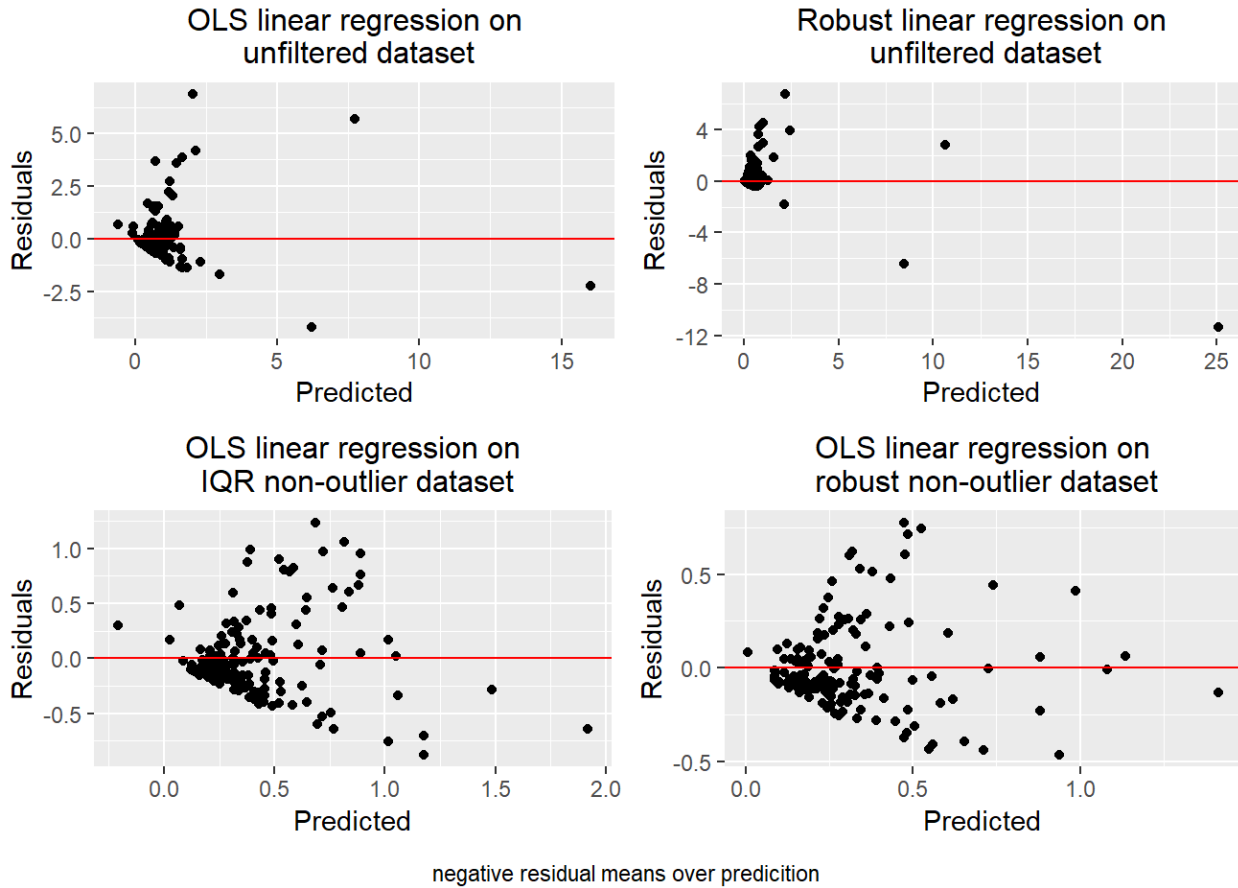 OLS linear regression on
unfiltered dataset
Residuals
5.0
2.5
0.0
-2.5
0
5
10
15
Predicted
Robust linear regression on
unfiltered dataset
Residuals
4
0
-4
-8
-12
0
5
10
15
20
25
Predicted
OLS linear regression on
IQR non-outlier dataset
Residuals
1.0
0.5
0.0
-0.5
0.0
0.5
1.0
1.5
2.0
Predicted
OLS linear regression on
robust non-outlier dataset
Residuals
0.5
0.0
-0.5
0.0
0.5
1.0
Predicted
negative residual means over predicition